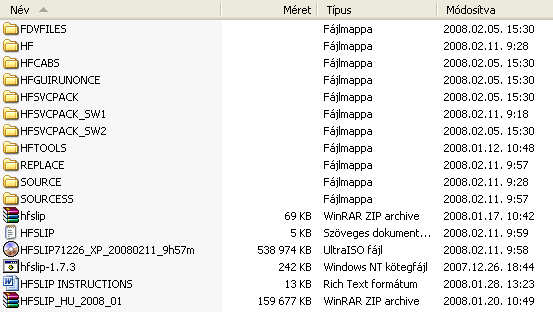 Név Méret Típus Módosítva
FDVFILES Fájlmappa 2008.02.05. 15:30
HF Fájlmappa 2008.02.11. 9:28
HFCABS Fájlmappa 2008.02.05. 15:30
HFGUIRUNONCE Fájlmappa 2008.02.05. 15:30
HFSVCPACK Fájlmappa 2008.02.05. 15:30
HFSVCPACK_SW1 Fájlmappa 2008.02.11. 9:18
HFSVCPACK_SW2 Fájlmappa 2008.02.05. 15:30
HFTOOLS Fájlmappa 2008.01.12. 10:48
REPLACE Fájlmappa 2008.02.11. 9:57
SOURCE Fájlmappa 2008.02.11. 9:28
SOURCESS Fájlmappa 2008.02.11. 9:57
hfslip 69 KB WinRAR ZIP archive 2008.01.17. 10:42
HFSLIP 5 KB Szöveges dokument... 2008.02.11. 9:59
HFSLIP71226_XP_20080211_9h57m 538 974 KB UltraISO fájl 2008.02.11. 9:58
hfslip-1.7.3 242 KB Windows NT kötegfájl 2007.12.26. 18:44
HFSLIP INSTRUCTIONS 13 KB Rich Text formátum 2008.01.28. 13:23
HFSLIP_HU_2008_01 159 677 KB WinRAR ZIP archive 2008.01.20. 10:49